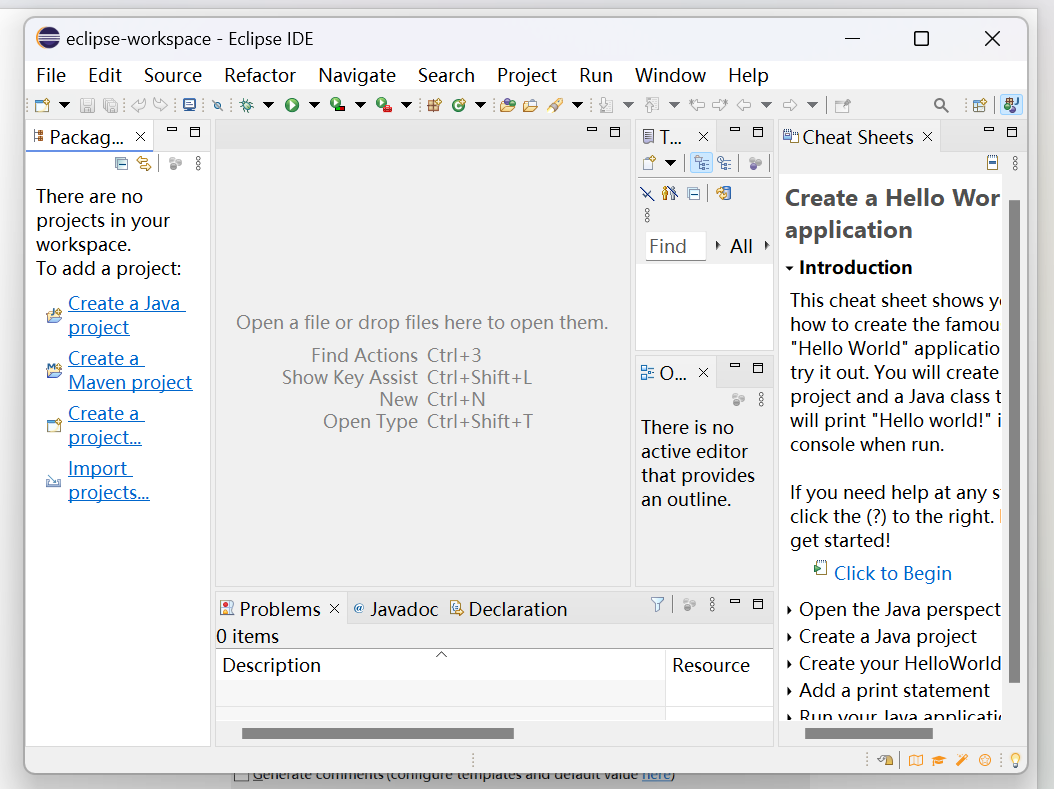 eclipse-workspace - Eclipse IDE
File Edit Source Refactor Navigate Search Project Run Window Help
Packag...
There are no
projects in your
workspace.
To add a project:
Create a Java
project
Create a
Maven project
Create a
project...
Import
projects...
Open a file or drop files here to open them.
Find Actions Ctrl+3
Show Key Assist Ctrl+Shift+L
New Ctrl+N
Open Type Ctrl+Shift+T
T...
Find All
O...
There is no
active editor
that provides
an outline.
Problems @ Javadoc Declaration
0 items
Description Resource
Cheat Sheets
Create a Hello Wor
application
Introduction
This cheat sheet shows y
how to create the famou
"Hello World" applicatio
try it out. You will create
project and a Java class t
will print "Hello world!" i
console when run.
If you need help at any s
click the (?) to the right.
get started!
Click to Begin
Open the Java perspect
Create a Java project
Create your HelloWorld
Add a print statement
Run your Java applicati
Generate comments (configure templates and default value here)